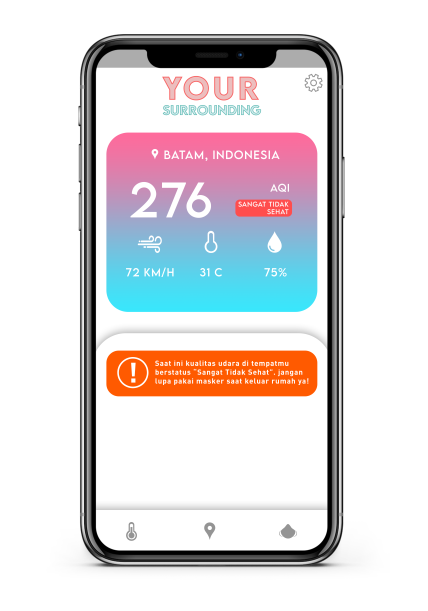 YOUR
SURROUNDING
BATAM, INDONESIA
276
AQI
SANGAT TIDAK
SEHAT
72 KM/H
31 C
75%
!
Saat ini kualitas udara di tempatmu
berstatus "Sangat Tidak Sehat", jangan
lupa pakai masker saat keluar rumah ya!